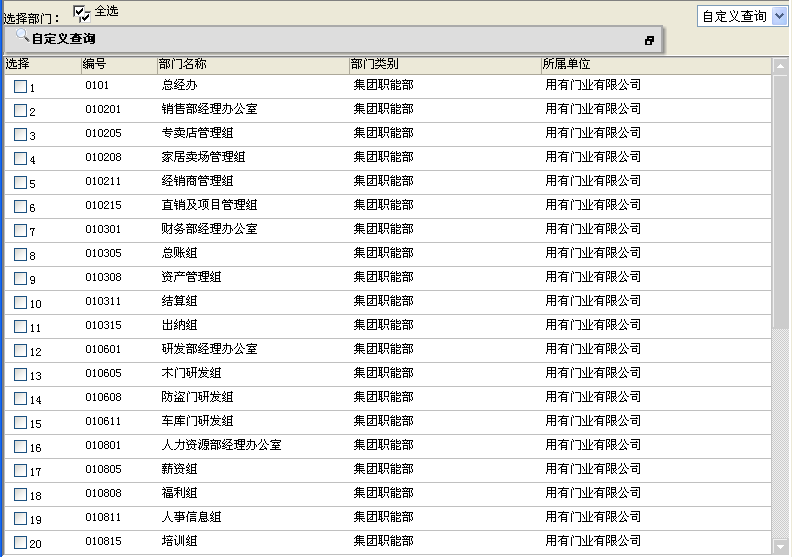 选择部门： 全选 自定义查询
自定义查询
选择 编号 部门名称 部门类别 所属单位
1 0101 总经办 集团职能部 用有门业有限公司
2 010201 销售部经理办公室 集团职能部 用有门业有限公司
3 010205 专卖店管理组 集团职能部 用有门业有限公司
4 010208 家居卖场管理组 集团职能部 用有门业有限公司
5 010211 经销商管理组 集团职能部 用有门业有限公司
6 010215 直销及项目管理组 集团职能部 用有门业有限公司
7 010301 财务部经理办公室 集团职能部 用有门业有限公司
8 010305 总账组 集团职能部 用有门业有限公司
9 010308 资产管理组 集团职能部 用有门业有限公司
10 010311 结算组 集团职能部 用有门业有限公司
11 010315 出纳组 集团职能部 用有门业有限公司
12 010601 研发部经理办公室 集团职能部 用有门业有限公司
13 010605 木门研发组 集团职能部 用有门业有限公司
14 010608 防盗门研发组 集团职能部 用有门业有限公司
15 010611 车库门研发组 集团职能部 用有门业有限公司
16 010801 人力资源部经理办公室 集团职能部 用有门业有限公司
17 010805 薪资组 集团职能部 用有门业有限公司
18 010808 福利组 集团职能部 用有门业有限公司
19 010811 人事信息组 集团职能部 用有门业有限公司
20 010815 培训组 集团职能部 用有门业有限公司